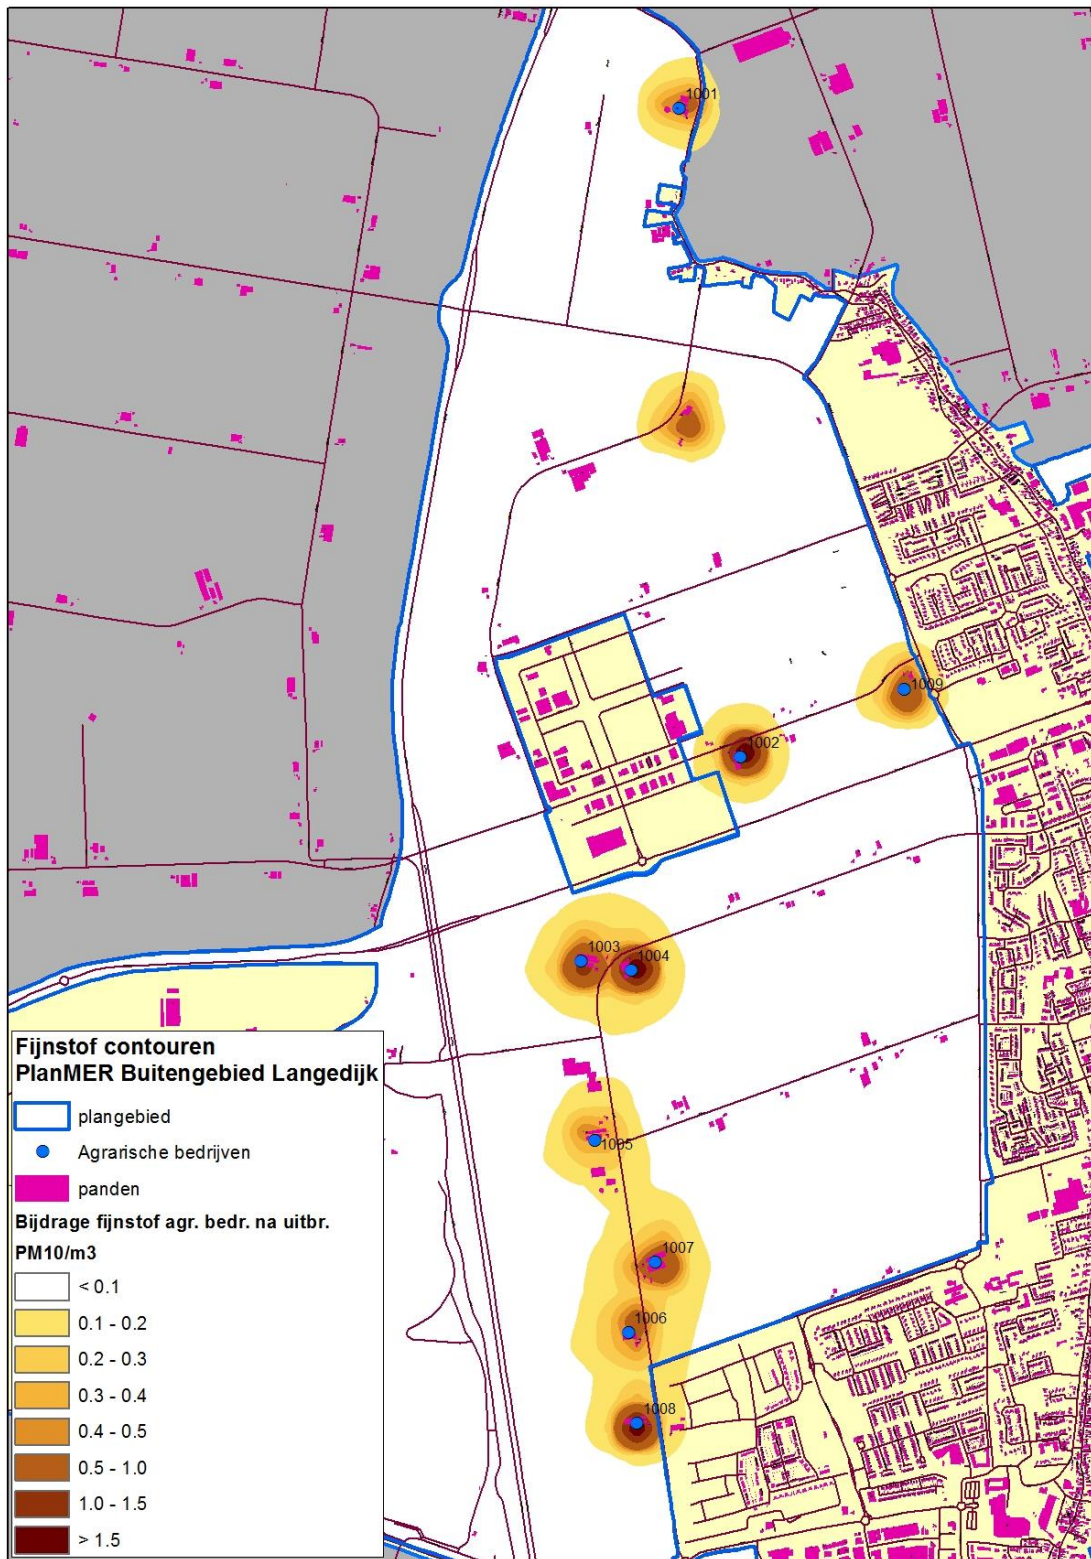 1001
1009
1002
1003
1004
1005
1007
1006
1008
Fijnstof contouren
PlanMER Buitengebied Langedijk
plangebied
Agrarische bedrijven
panden
Bijdrage fijnstof agr. bedr. na uitbr.
PM10/m3
< 0.1
0.1 - 0.2
0.2 - 0.3
0.3 - 0.4
0.4 - 0.5
0.5 - 1.0
1.0 - 1.5
> 1.5